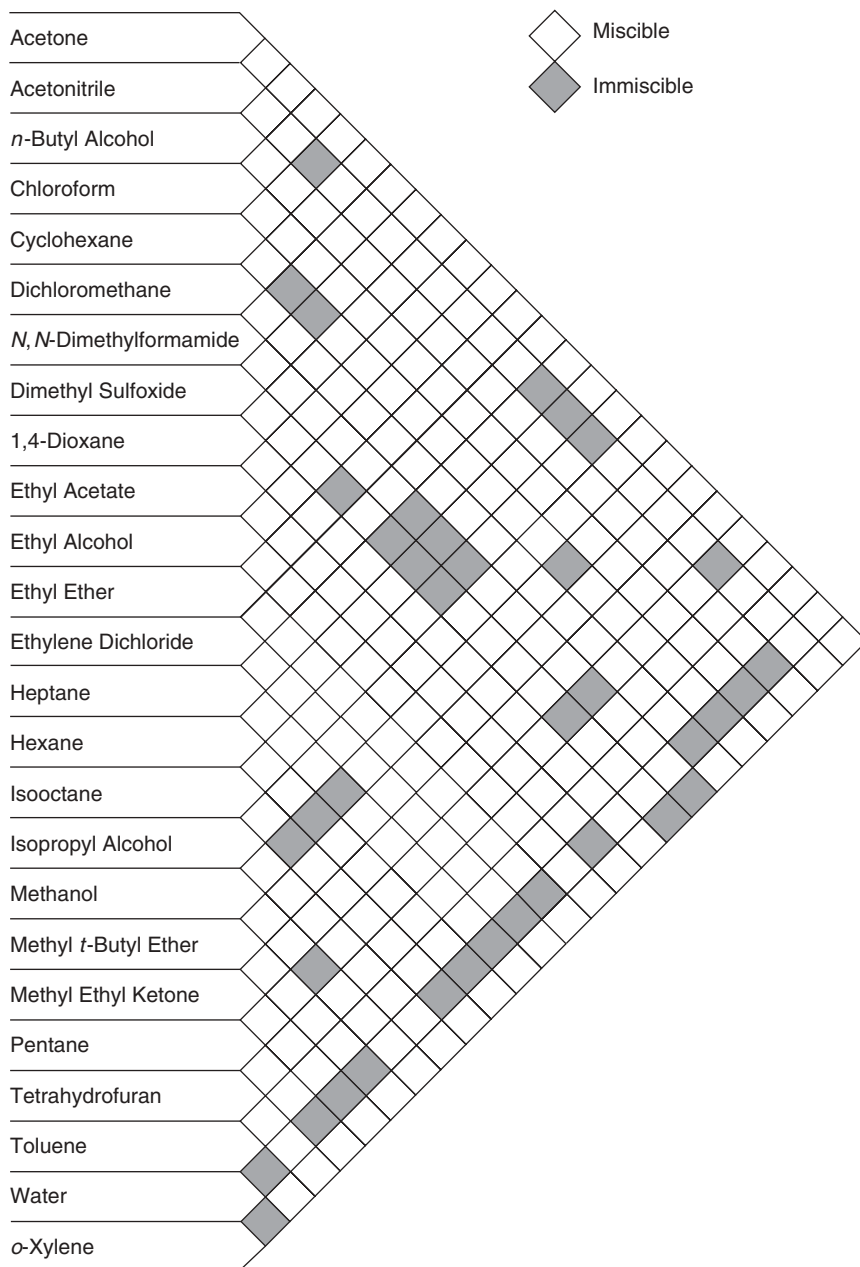 Acetone
Acetonitrile
n-Butyl Alcohol
Chloroform
Cyclohexane
Dichloromethane
N,N-Dimethylformamide
Dimethyl Sulfoxide
1,4-Dioxane
Ethyl Acetate
Ethyl Alcohol
Ethyl Ether
Ethylene Dichloride
Heptane
Hexane
Isooctane
Isopropyl Alcohol
Methanol
Methyl t-Butyl Ether
Methyl Ethyl Ketone
Pentane
Tetrahydrofuran
Toluene
Water
o-Xylene
Miscible
Immiscible